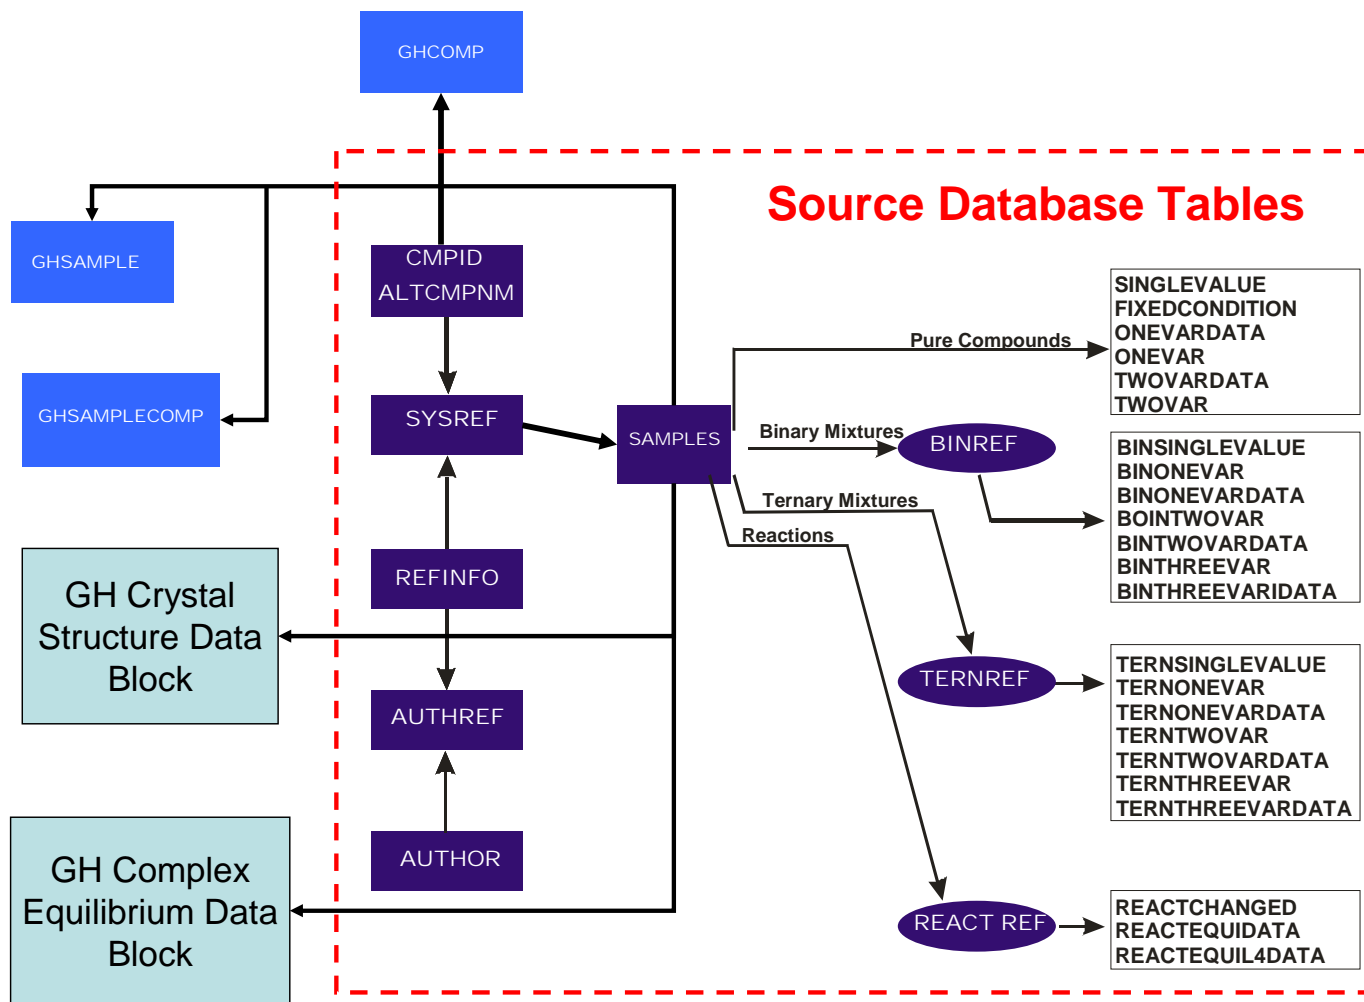 GHCOMP
Source Database Tables
GHSAMPLE
CMPID
ALTCMPNM
GHSAMPLECOMP
SYSREF
SAMPLES
REFINFO
GH Crystal
Structure Data
Block
AUTHREF
AUTHOR
GH Complex
Equilibrium Data
Block
Pure Compounds
SINGLEVALUE
FIXEDCONDITION
ONEVARDATA
ONEVAR
TWOVARDATA
TWOVAR
Binary Mixtures
BINREF
BINSINGLEVALUE
BINONEVAR
BINONEVARDATA
BOINTWOVAR
BINTWOVARDATA
BINTHREEVAR
BINTHREEVARIDATA
Ternary Mixtures
TERNREF
TERNSINGLEVALUE
TERNONEVAR
TERNONEVARDATA
TERNTWOVAR
TERNTWOVARDATA
TERNTHREEVAR
TERNTHREEVARDATA
Reactions
REACT REF
REACTCHANGED
REACTEQUIDATA
REACTEQUIL4DATA